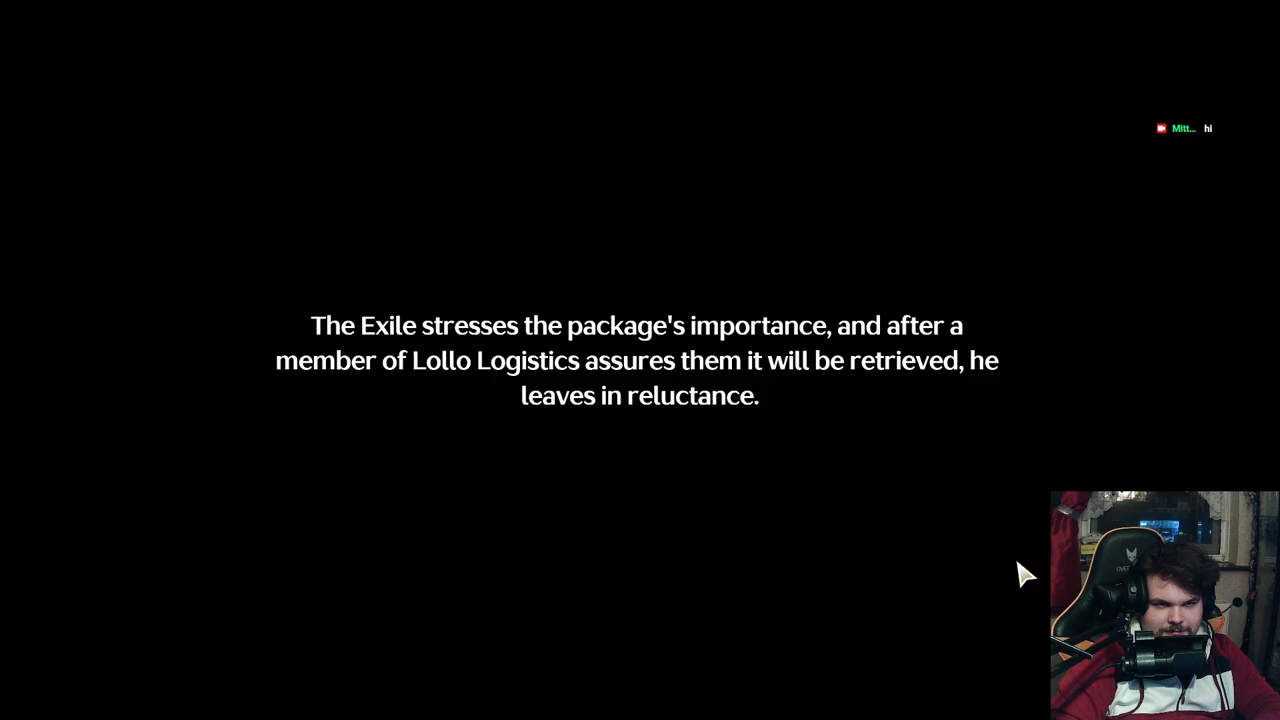 Mitt... hi
The Exile stresses the package's importance, and after a
member of Lollo Logistics assures them it will be retrieved, he
leaves in reluctance.